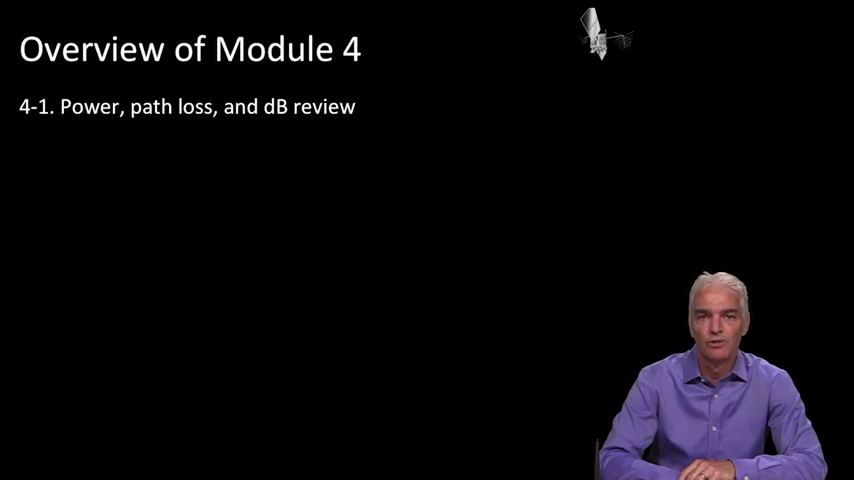 Overview of Module 4
4-1. Power, path loss, and dB review